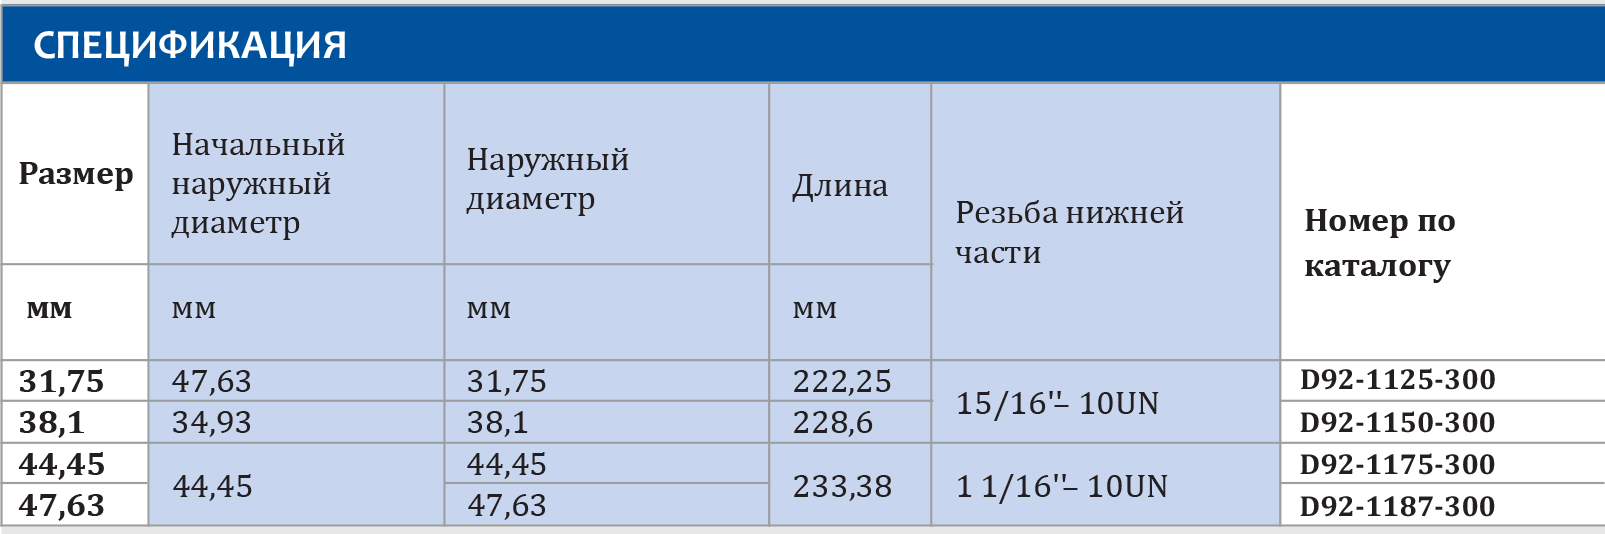 СПЕЦИФИКАЦИЯ
Размер
Начальный
наружный
диаметр
Наружный
диаметр
Длина
Резьба нижней
части
Номер по
каталогу
мм
мм
мм
мм
31,75
47,63
31,75
222,25
15/16"– 10UN
D92-1125-300
38,1
34,93
38,1
228,6
D92-1150-300
44,45
44,45
44,45
233,38
1 1/16"– 10UN
D92-1175-300
47,63
47,63
D92-1187-300